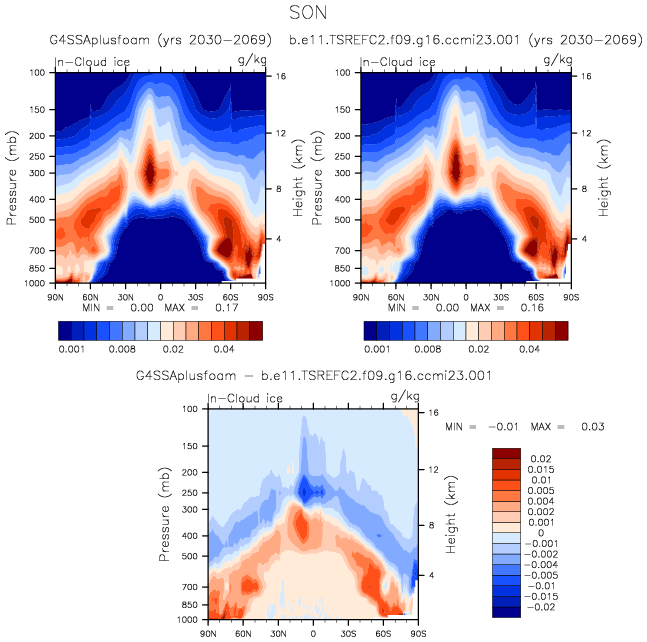 SON
G4SSAplusfoam (yrs 2030-2069)
b.e11.TSREFC2.f09.g16.ccmi23.001 (yrs 2030-2069)
n-Cloud ice g/kg
n-Cloud ice g/kg
100 16
150
200 12
250
300
8
400
500
4
700
850
1000
Pressure (mb)
Height (km)
90N 60N 30N 0 30S 60S 90S
MIN = 0.00 MAX = 0.17
0.001 0.008 0.02 0.04
100 16
150
200 12
250
300
8
400
500
4
700
850
1000
Pressure (mb)
Height (km)
90N 60N 30N 0 30S 60S 90S
MIN = 0.00 MAX = 0.16
0.001 0.008 0.02 0.04
G4SSAplusfoam - b.e11.TSREFC2.f09.g16.ccmi23.001
n-Cloud ice g/kg
100 16
150
200 12
250
300
8
400
500
4
700
850
1000
Pressure (mb)
Height (km)
90N 60N 30N 0 30S 60S 90S
MIN = -0.01 MAX = 0.03
0.02
0.015
0.01
0.005
0.004
0.002
0.001
0
-0.001
-0.002
-0.004
-0.005
-0.01
-0.015
-0.02